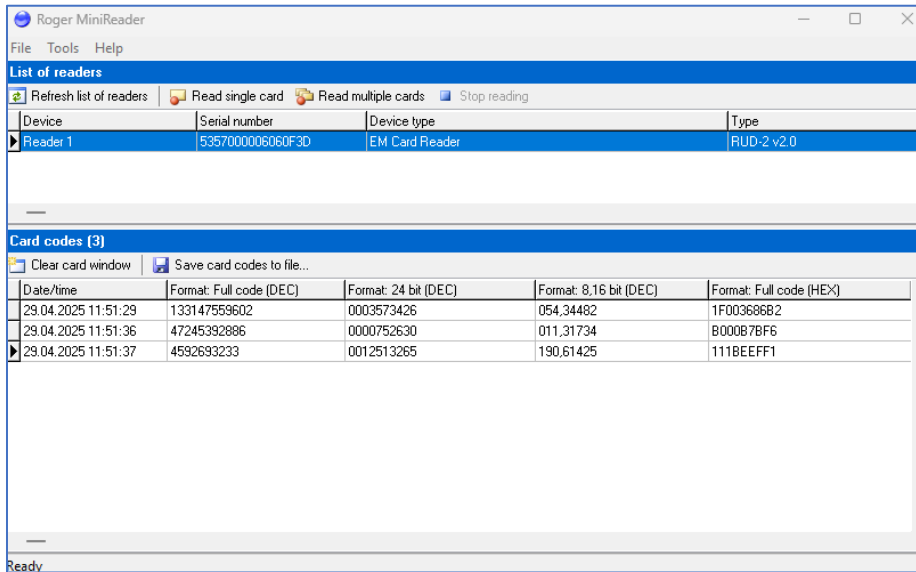 Roger MiniReader
File Tools Help
List of readers
Refresh list of readers Read single card Read multiple cards Stop reading
Device Serial number Device type Type
Reader 1 5357000006060F3D EM Card Reader RUD-2 v2.0
Card codes (3)
Clear card window Save card codes to file...
Date/time Format: Full code (DEC) Format: 24 bit (DEC) Format: 8,16 bit (DEC) Format: Full code (HEX)
29.04.2025 11:51:29 133147559602 0003573426 054,34482 1F003686B2
29.04.2025 11:51:36 47245392886 0000752630 011,31734 B000B7BF6
29.04.2025 11:51:37 4592693233 0012513265 190,61425 111BEEFF1
Ready